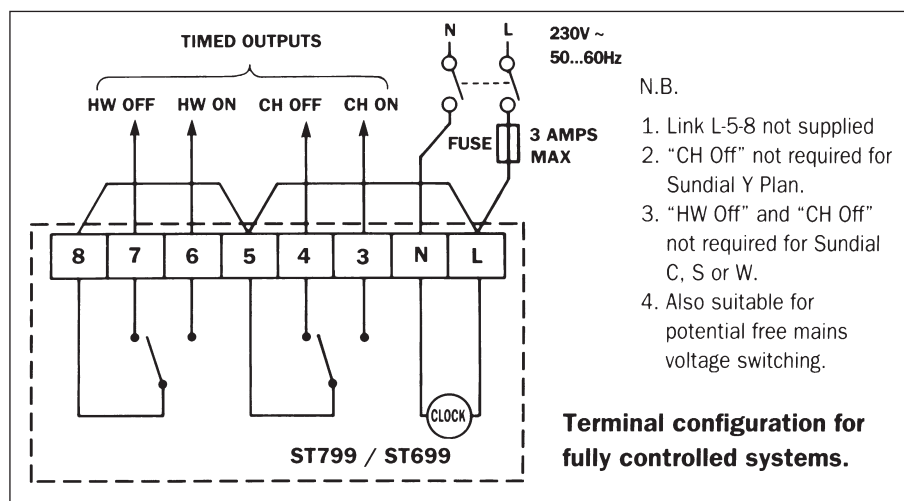 TIMED OUTPUTS
HW OFF HW ON CH OFF CH ON
N L 230V ~
50...60Hz
FUSE 3 AMPS
MAX
8 7 6 5 4 3 N L
CLOCK
ST799 / ST699
N.B.
1. Link L-5-8 not supplied
2. “CH Off” not required for
Sundial Y Plan.
3. “HW Off” and “CH Off”
not required for Sundial
C, S or W.
4. Also suitable for
potential free mains
voltage switching.
Terminal configuration for
fully controlled systems.